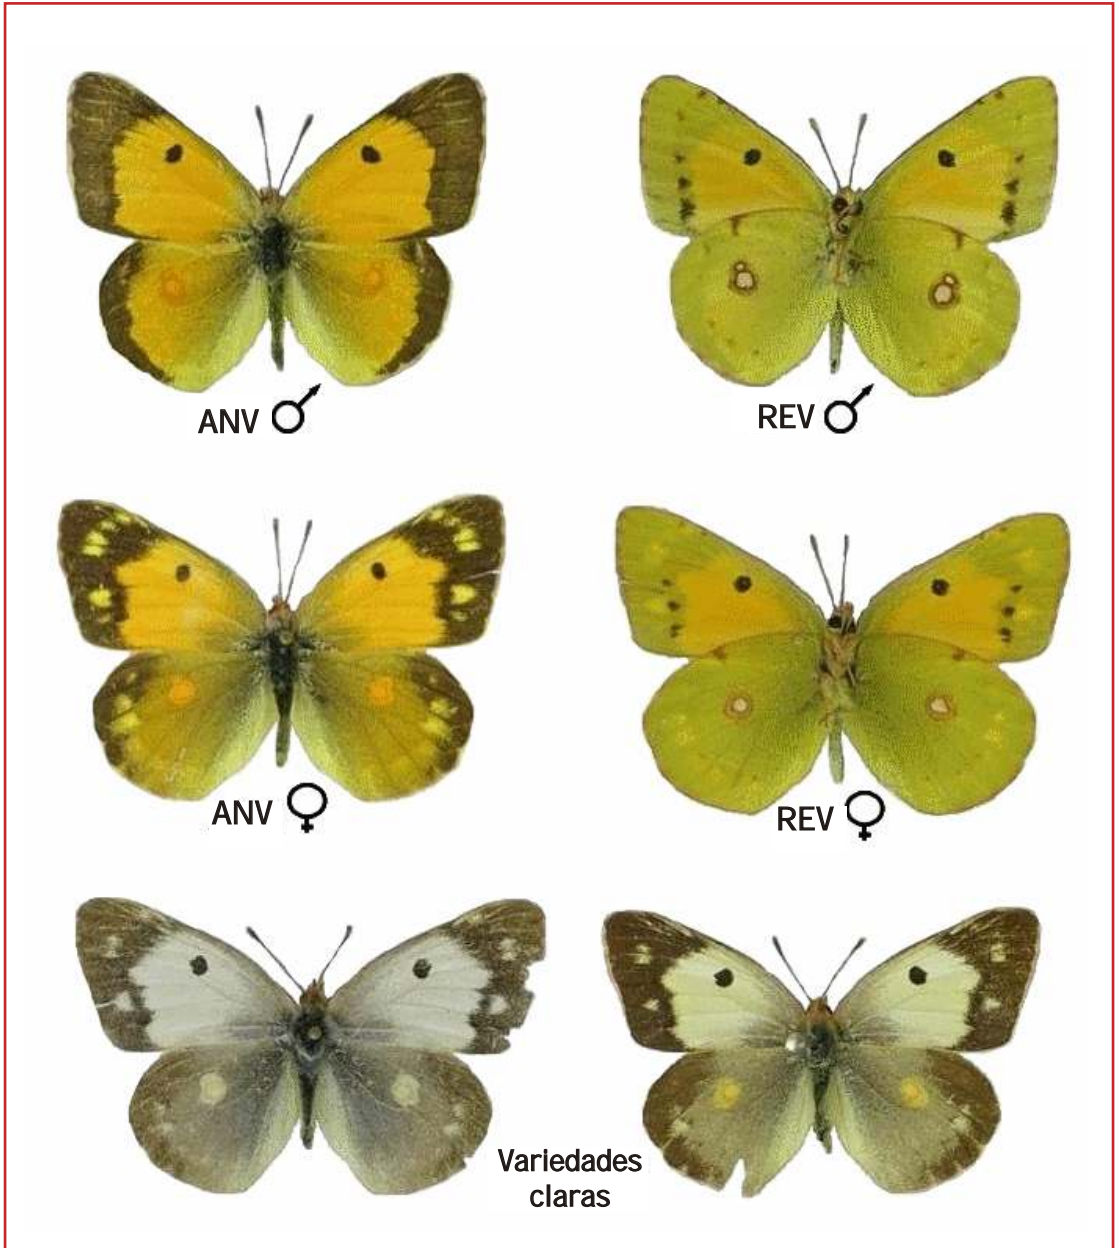 ANV ♂
REV ♂
ANV ♀
REV ♀
Variedades
claras